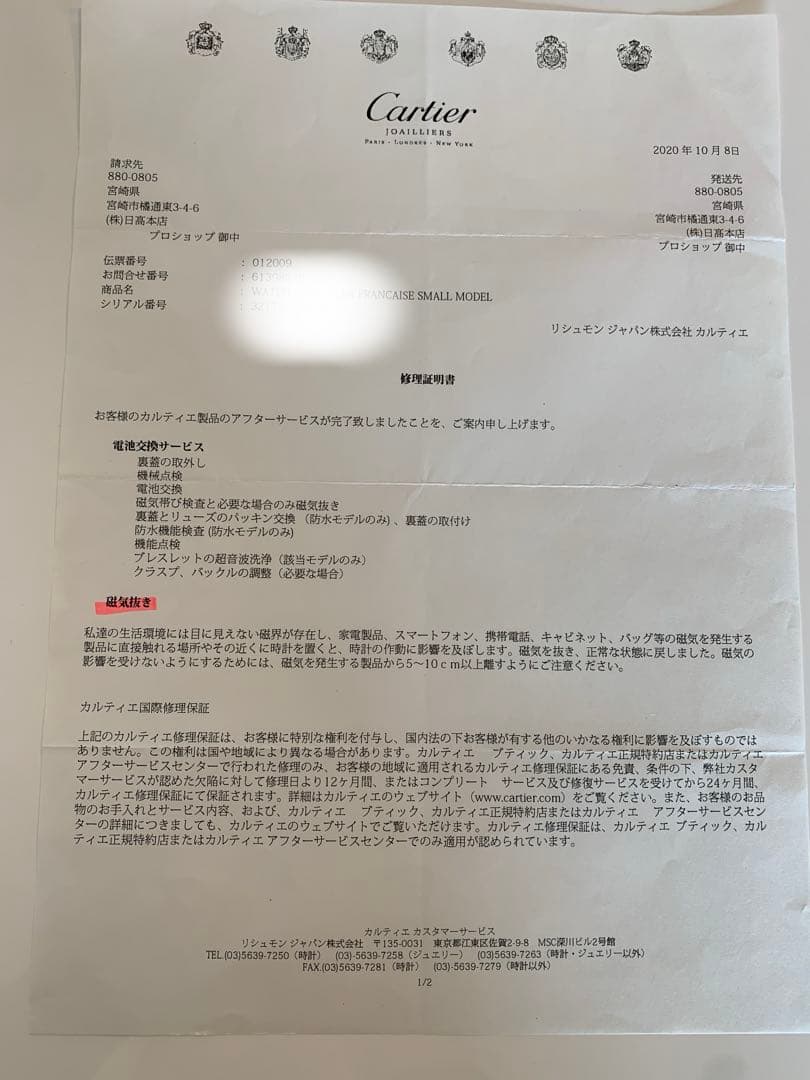 Cartier
JOAILLIERS
PARIS - LONDRES - NEW YORK
2020 年 10 月 8日
請求先
880-0805
宮崎県
宮崎市橘通東3-4-6
(株)日髙本店
プロショップ 御中
発送先
880-0805
宮崎県
宮崎市橘通東3-4-6
(株)日髙本店
プロショップ 御中
伝票番号 : 012009
お問合せ番号 :
商品名 : FRANCAISE SMALL MODEL
シリアル番号 :
リシュモン ジャパン株式会社 カルティエ
修理証明書
お客様のカルティエ製品のアフターサービスが完了致しましたことを、ご案内申し上げます。
電池交換サービス
裏蓋の取外し
機械点検
電池交換
磁気帯び検査と必要な場合のみ磁気抜き
裏蓋とリューズのパッキン交換 （防水モデルのみ) 、裏蓋の取付け
防水機能検査 (防水モデルのみ)
機能点検
ブレスレットの超音波洗浄（該当モデルのみ）
クラスプ、バックルの調整（必要な場合）
磁気抜き
私達の生活環境には目に見えない磁界が存在し、家電製品、スマートフォン、携帯電話、キャビネット、バッグ等の磁気を発生する
製品に直接触れる場所やその近くに時計を置くと、時計の作動に影響を及ぼします。磁気を抜き、正常な状態に戻しました。磁気の
影響を受けないようにするためには、磁気を発生する製品から5〜10ｃｍ以上離すようにご注意ください。
カルティエ国際修理保証
上記のカルティエ修理保証は、お客様に特別な権利を付与し、国内法の下お客様が有する他のいかなる権利に影響を及ぼすものでは
ありません。この権利は国や地域により異なる場合があります。カルティエ　ブティック、カルティエ正規特約店またはカルティエ
アフターサービスセンターで行われた修理のみ、お客様の地域に適用されるカルティエ修理保証にある免責、条件の下、弊社カスタ
マーサービスが認めた欠陥に対して修理日より12ヶ月間、またはコンプリート　サービス及び修復サービスを受けてから24ヶ月間、
カルティエ修理保証にて保証されます。詳細はカルティエのウェブサイト（www.cartier.com）をご覧ください。また、お客様のお品
物のお手入れとサービス内容、および、カルティエ　ブティック、カルティエ正規特約店またはカルティエ　アフターサービスセン
ターの詳細につきましても、カルティエのウェブサイトでご覧いただけます。カルティエ修理保証は、カルティエ ブティック、カル
ティエ正規特約店またはカルティエ アフターサービスセンターでのみ適用が認められています。
カルティエ カスタマーサービス
リシュモン ジャパン株式会社　〒135-0031　東京都江東区佐賀2-9-8　MSC深川ビル2号館
TEL.(03)5639-7250（時計）　(03)-5639-7258（ジュエリー）　(03)5639-7263（時計・ジュエリー以外）
FAX.(03)5639-7281（時計）　(03)-5639-7279（時計以外）
1/2